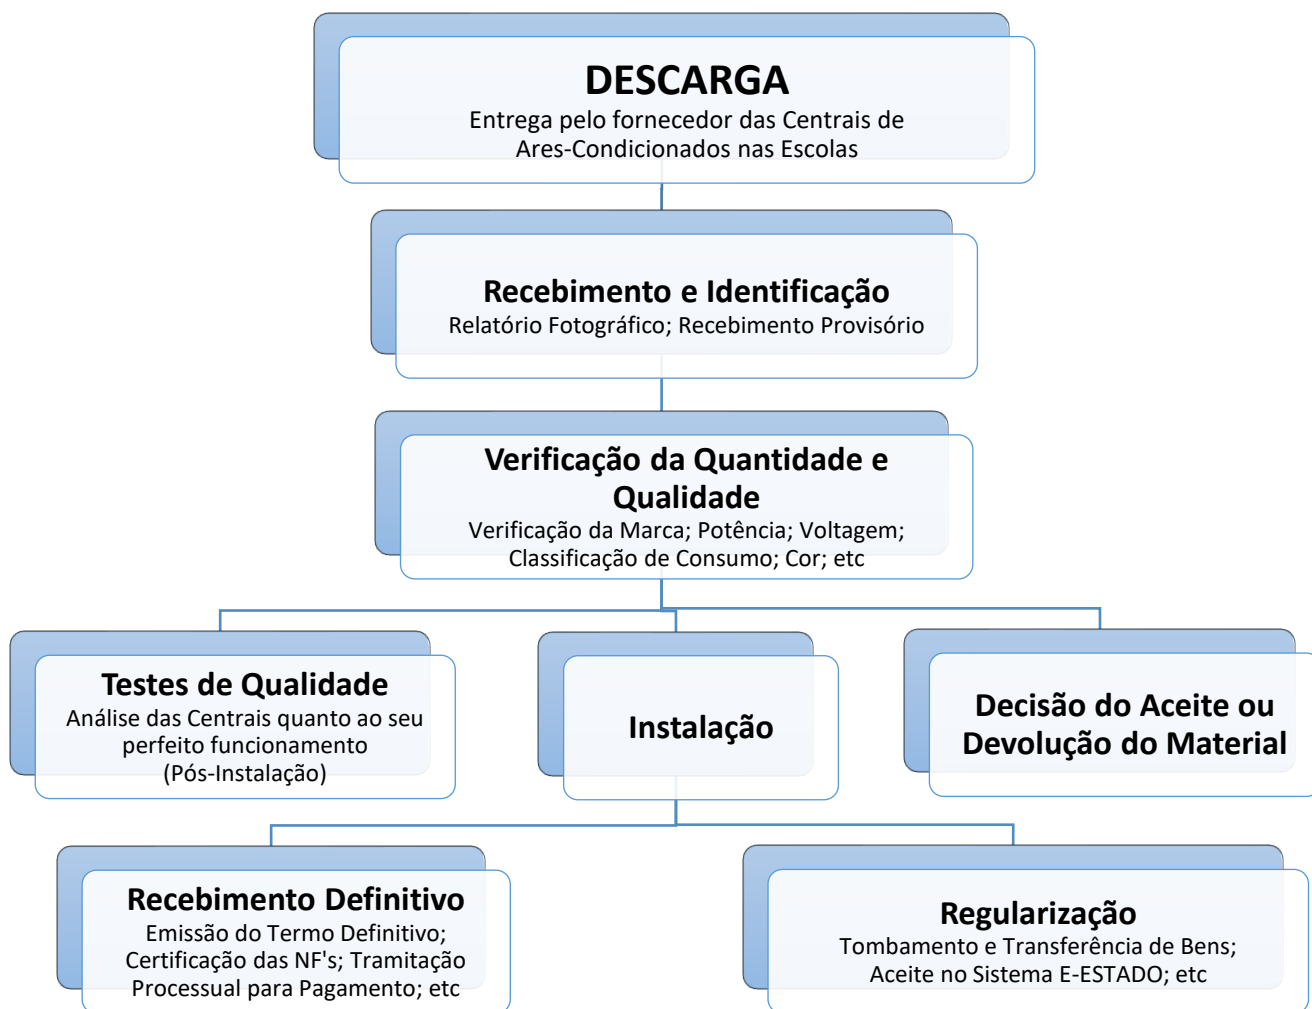 DESCARGA
Entrega pelo fornecedor das Centrais de
Ares-Condicionados nas Escolas
Recebimento e Identificação
Relatório Fotográfico; Recebimento Provisório
Verificação da Quantidade e
Qualidade
Verificação da Marca; Potência; Voltagem;
Classificação de Consumo; Cor; etc
Testes de Qualidade
Análise das Centrais quanto ao seu
perfeito funcionamento
(Pós-Instalação)
Instalação
Decisão do Aceite ou
Devolução do Material
Recebimento Definitivo
Emissão do Termo Definitivo;
Certificação das NF's; Tramitação
Processual para Pagamento; etc
Regularização
Tombamento e Transferência de Bens;
Aceite no Sistema E-ESTADO; etc